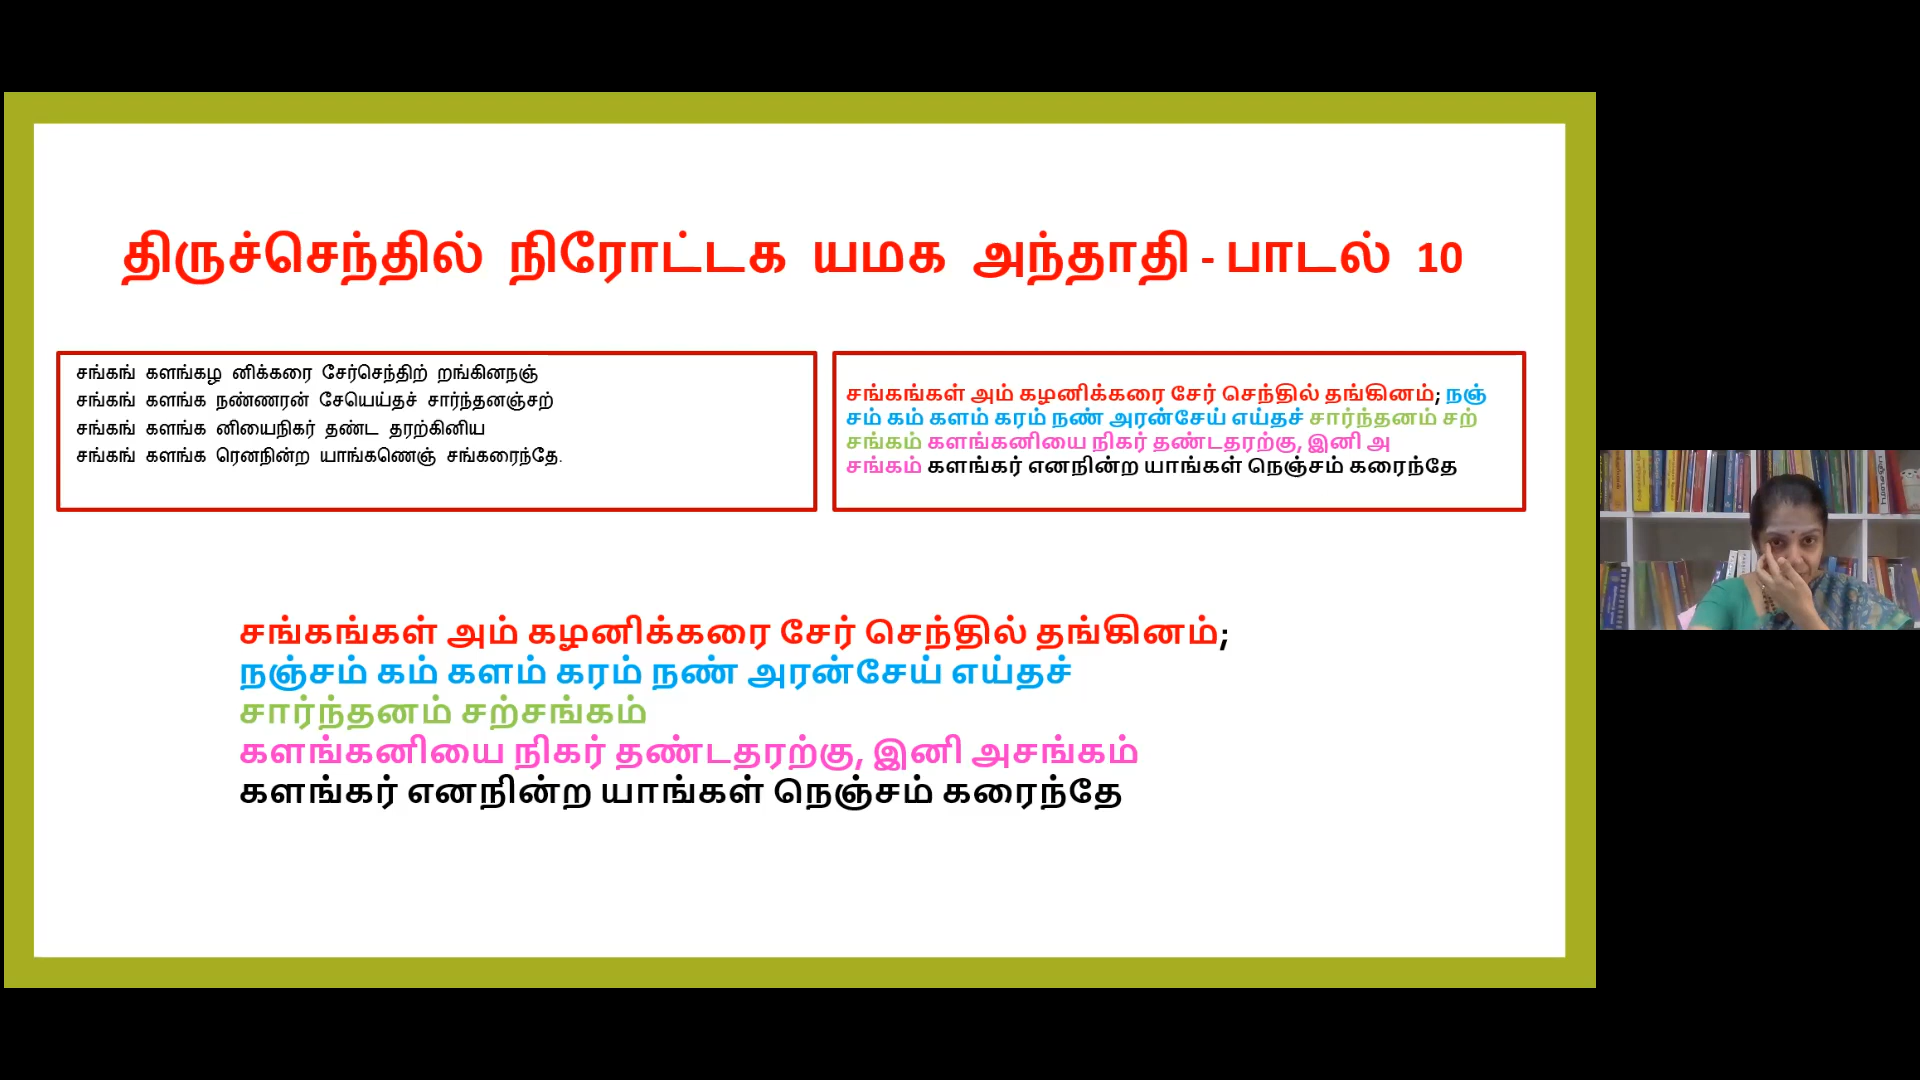 திருச்செந்தில் நிரோட்டக யமக அந்தாதி - பாடல் 10
சங்கங் களங்கழ னிக்கரை சேர்செந்திற் றங்கினநஞ்
சங்கங் களங்க நண்ணரன் சேயெய்தச் சார்ந்தனஞ்சற்
சங்கங் களங்க னியைநிகர் தண்ட தரற்கினிய
சங்கங் களங்க ரெனநின்ற யாங்கணெஞ் சங்கரைந்தே.
சங்கங்கள் அம் கழனிக்கரை சேர் செந்தில் தங்கினம்; நஞ்
சம் கம் களம் கரம் நண் அரன்சேய் எய்தச் சார்ந்தனம் சற்
சங்கம் களங்கனியை நிகர் தண்டதரற்கு, இனி அ
சங்கம் களங்கர் எனநின்ற யாங்கள் நெஞ்சம் கரைந்தே
சங்கங்கள் அம் கழனிக்கரை சேர் செந்தில் தங்கினம்;
நஞ்சம் கம் களம் கரம் நண் அரன்சேய் எய்தச்
சார்ந்தனம் சற்சங்கம்
களங்கனியை நிகர் தண்டதரற்கு, இனி அசங்கம்
களங்கர் எனநின்ற யாங்கள் நெஞ்சம் கரைந்தே